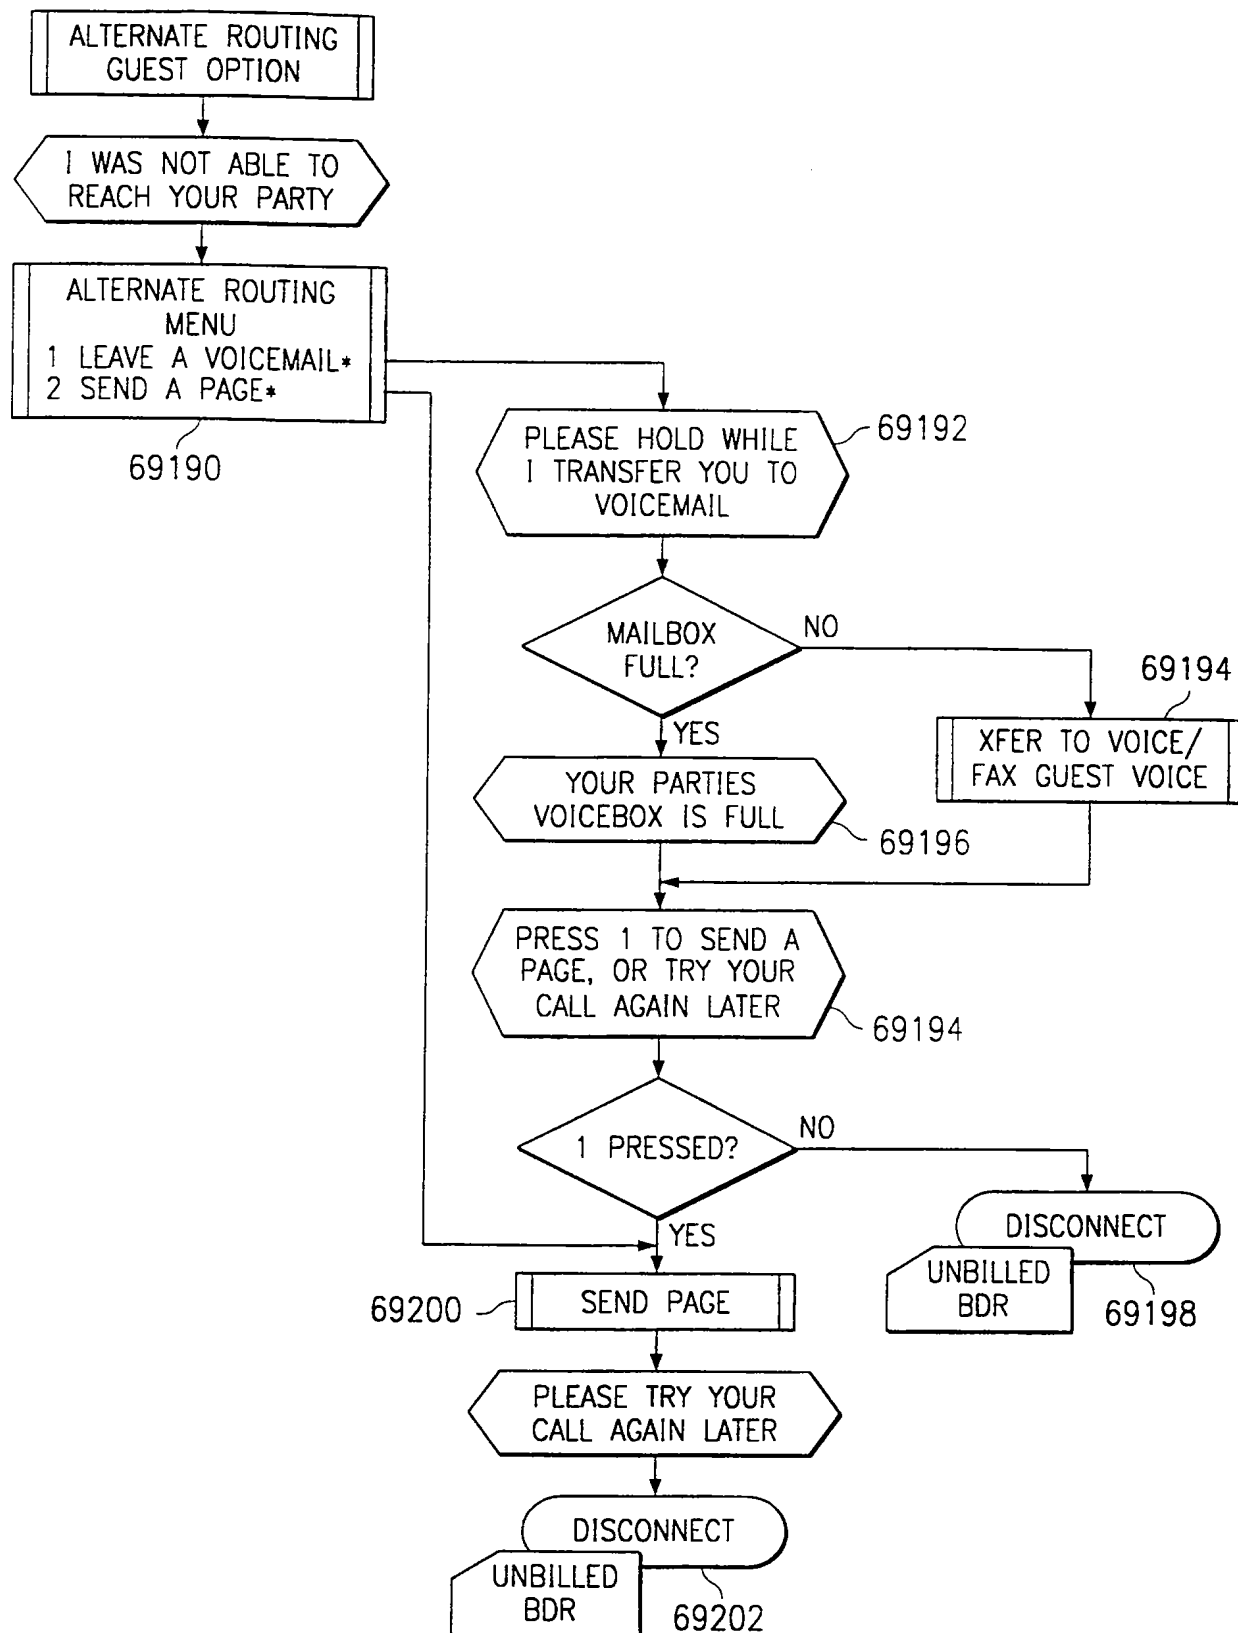 ALTERNATE ROUTING
GUEST OPTION
I WAS NOT ABLE TO
REACH YOUR PARTY
ALTERNATE ROUTING
MENU
1 LEAVE A VOICEMAIL*
2 SEND A PAGE*
69190
PLEASE HOLD WHILE
I TRANSFER YOU TO
VOICEMAIL
69192
MAILBOX
FULL?
NO
YES
69194
XFER TO VOICE/
FAX GUEST VOICE
YOUR PARTIES
VOICEBOX IS FULL
69196
PRESS 1 TO SEND A
PAGE, OR TRY YOUR
CALL AGAIN LATER
69194
1 PRESSED?
NO
YES
DISCONNECT
UNBILLED
BDR
69198
69200
SEND PAGE
PLEASE TRY YOUR
CALL AGAIN LATER
DISCONNECT
UNBILLED
BDR
69202